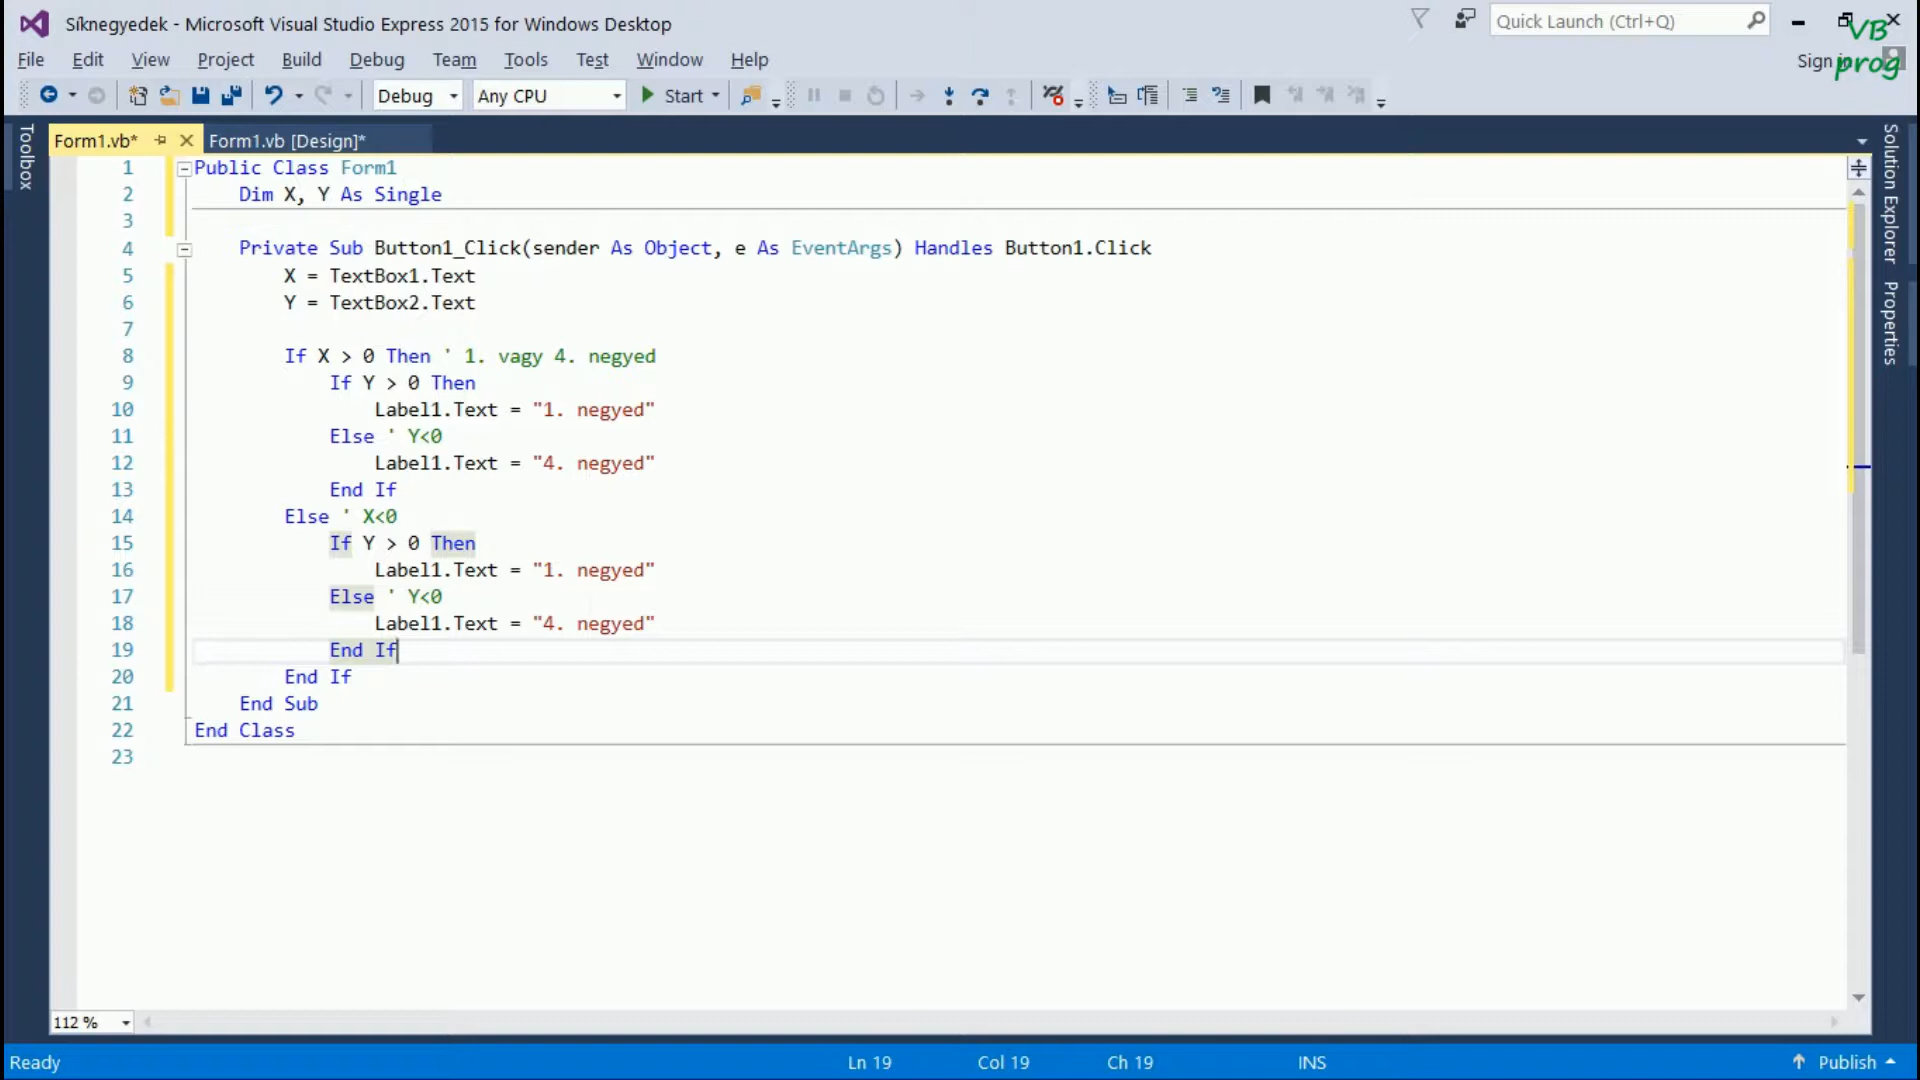 Síknegyedek - Microsoft Visual Studio Express 2015 for Windows Desktop
Quick Launch (Ctrl+Q)
VB
prog
File Edit View Project Build Debug Team Tools Test Window Help
Sign in
Debug Any CPU Start
Toolbox
Form1.vb* Form1.vb [Design]*
Solution Explorer
Properties
1 Public Class Form1
2 Dim X, Y As Single
3
4 Private Sub Button1_Click(sender As Object, e As EventArgs) Handles Button1.Click
5 X = TextBox1.Text
6 Y = TextBox2.Text
7
8 If X > 0 Then ' 1. vagy 4. negyed
9 If Y > 0 Then
10 Label1.Text = "1. negyed"
11 Else ' Y<0
12 Label1.Text = "4. negyed"
13 End If
14 Else ' X<0
15 If Y > 0 Then
16 Label1.Text = "1. negyed"
17 Else ' Y<0
18 Label1.Text = "4. negyed"
19 End If
20 End If
21 End Sub
22 End Class
23
112 %
Ready Ln 19 Col 19 Ch 19 INS Publish